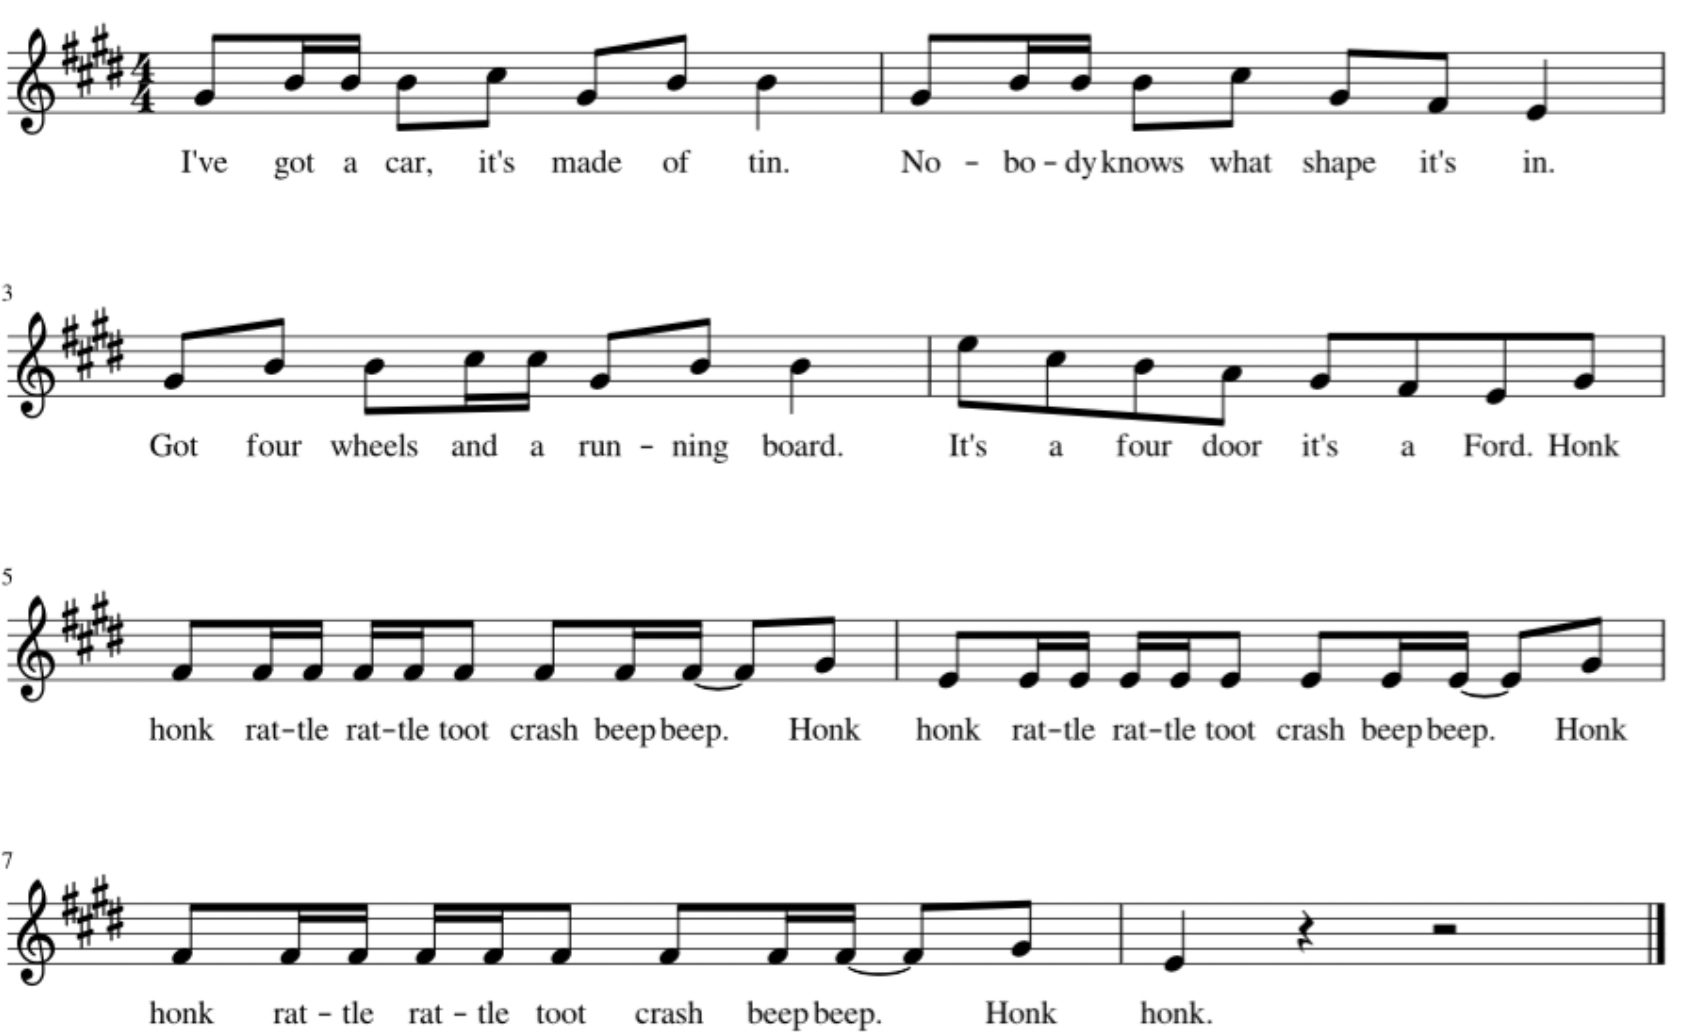 4
4
I've got a car, it's made of tin. No - bo - dy knows what shape it's in.
3
Got four wheels and a run - ning board. It's a four door it's a Ford. Honk
5
honk rat - tle rat - tle toot crash beep beep. Honk honk rat - tle rat - tle toot crash beep beep. Honk
7
honk rat - tle rat - tle toot crash beep beep. Honk honk.